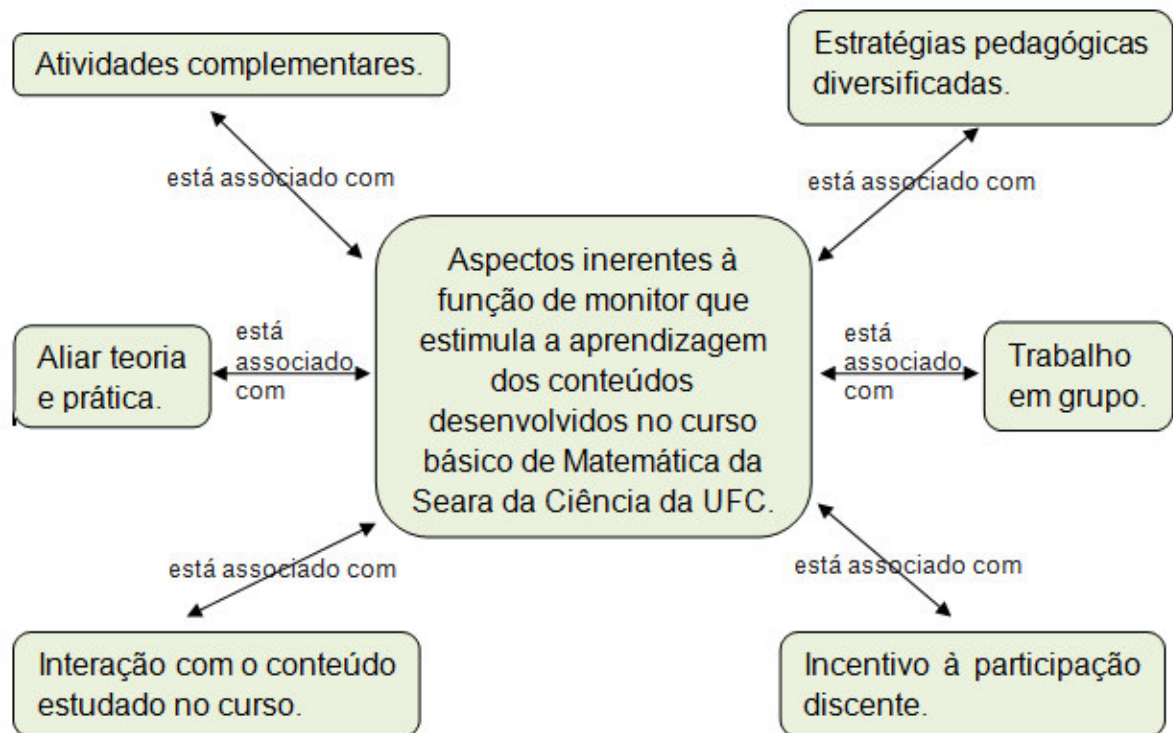 Atividades complementares.
Estratégias pedagógicas
diversificadas.
está associado com
está associado com
Aspectos inerentes à
função de monitor que
estimula a aprendizagem
dos conteúdos
desenvolvidos no curso
básico de Matemática da
Seara da Ciência da UFC.
Aliar teoria
e prática.
está
associado
com
está
associado
com
Trabalho
em grupo.
está associado com
está associado com
Interação com o conteúdo
estudado no curso.
Incentivo à participação
discente.